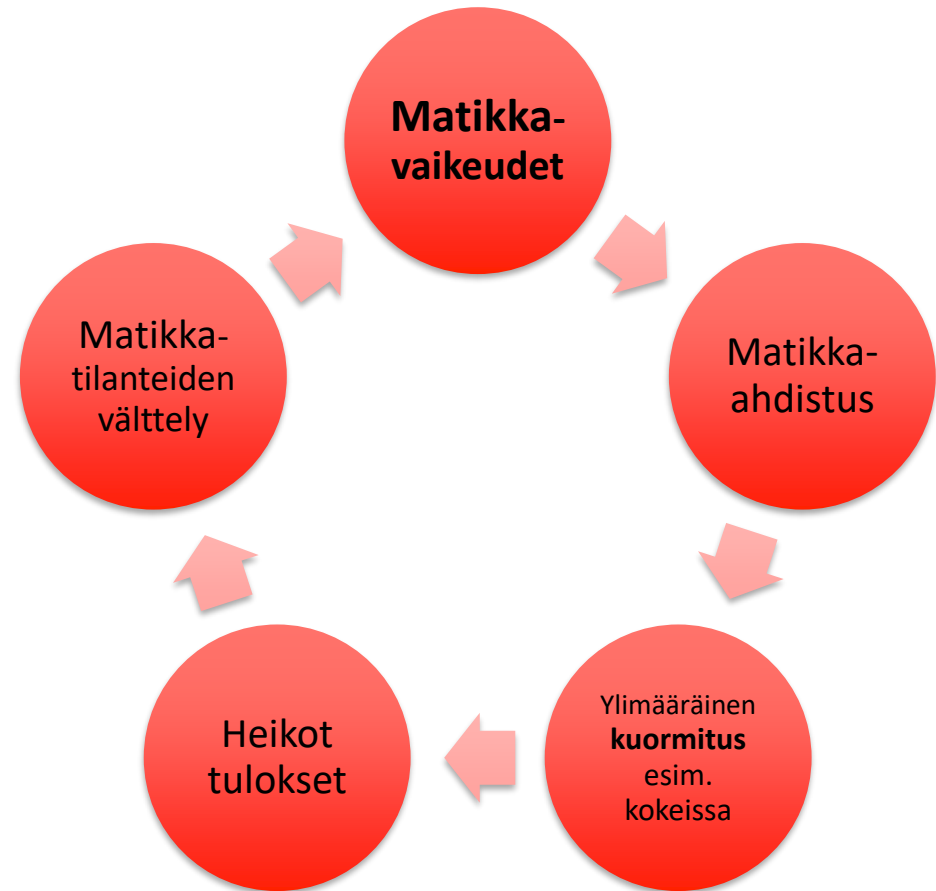 Matikka-
vaikeudet
Matikka-
ahdistus
Ylimääräinen
kuormitus
esim.
kokeissa
Heikot
tulokset
Matikka-
tilanteiden
välttely